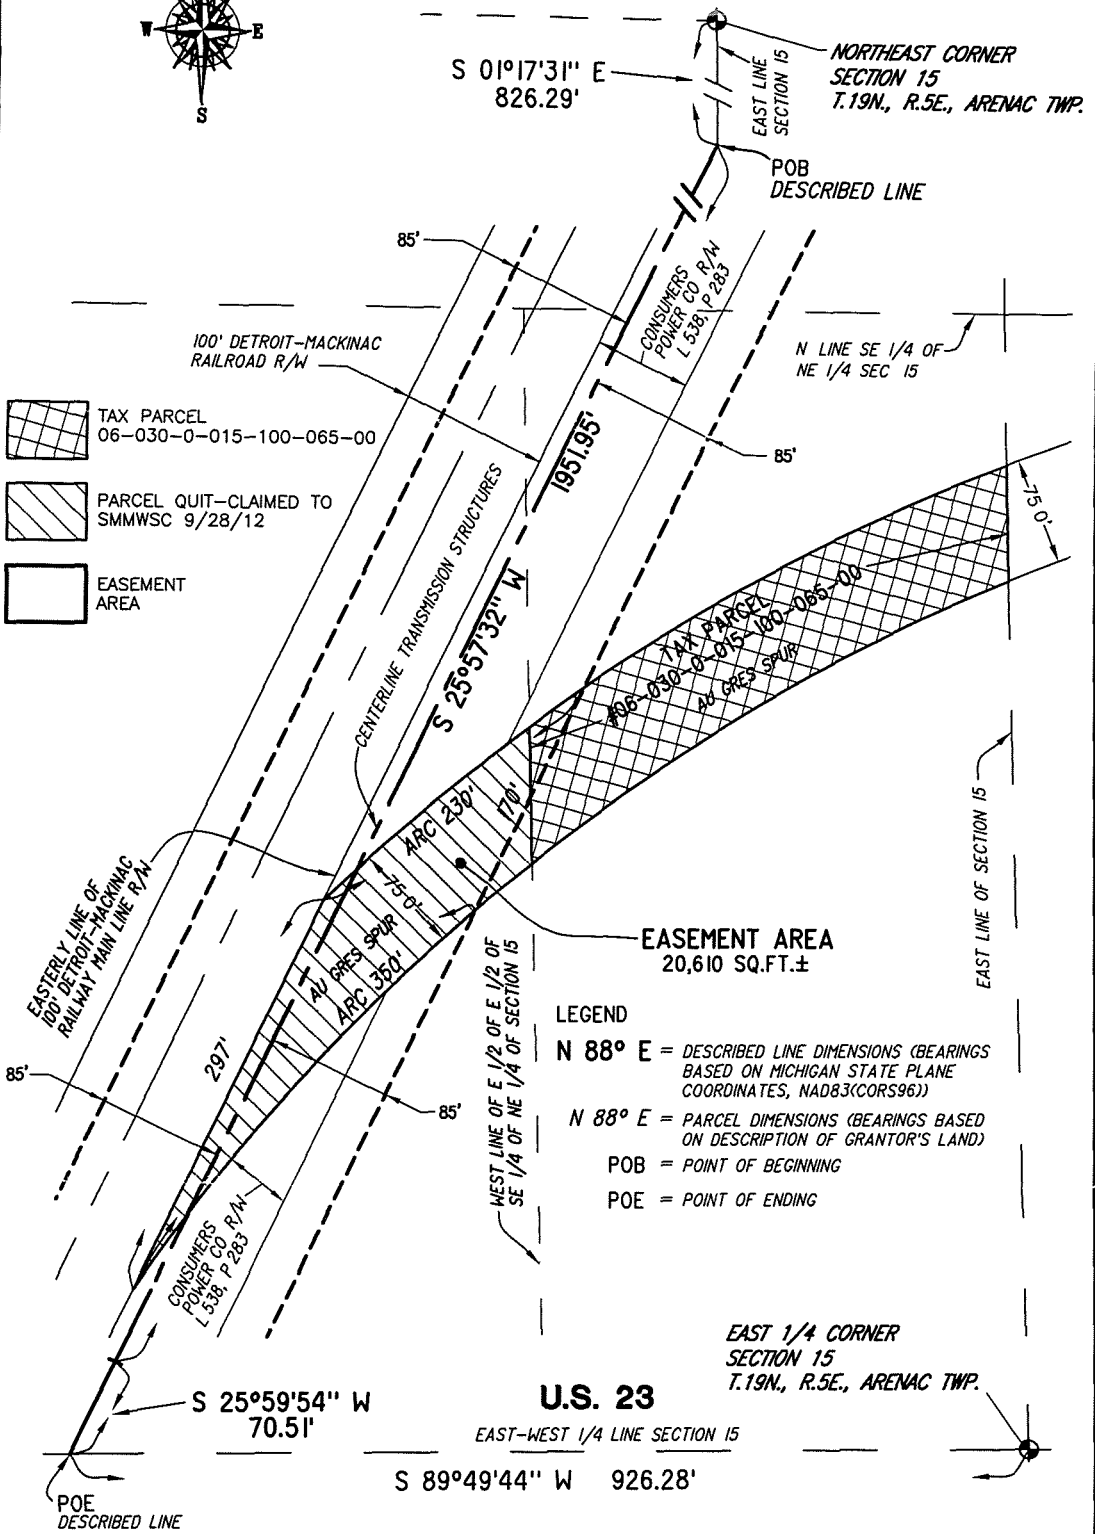 W
E
S
S 01°17'31" E
826.29'
EAST LINE
SECTION 15
NORTHEAST CORNER
SECTION 15
T.19N., R.5E., ARENAC TWP.
POB
DESCRIBED LINE
85'
CONSUMERS
POWER CO R/W
L 538, P 283
100' DETROIT-MACKINAC
RAILROAD R/W
N LINE SE 1/4 OF
NE 1/4 SEC 15
TAX PARCEL
06-030-0-015-100-065-00
PARCEL QUIT-CLAIMED TO
SMMWSC 9/28/12
EASEMENT
AREA
1951.95'
85'
75 0'
CENTERLINE TRANSMISSION STRUCTURES
S 25°57'32" W
TAX PARCEL
#06-030-0-015-100-065-00
AU GRES SPUR
ARC 230'
170'
75 0'
AU GRES SPUR
ARC 350'
EASTERLY LINE OF
100' DETROIT-MACKINAC
RAILWAY MAIN LINE R/W
297'
EASEMENT AREA
20,610 SQ.FT.±
EAST LINE OF SECTION 15
WEST LINE OF E 1/2 OF E 1/2 OF
SE 1/4 OF NE 1/4 OF SECTION 15
85'
85'
LEGEND
N 88° E = DESCRIBED LINE DIMENSIONS (BEARINGS
BASED ON MICHIGAN STATE PLANE
COORDINATES, NAD83(CORS96))
N 88° E = PARCEL DIMENSIONS (BEARINGS BASED
ON DESCRIPTION OF GRANTOR'S LAND)
POB = POINT OF BEGINNING
POE = POINT OF ENDING
CONSUMERS
POWER CO R/W
L 538, P 283
EAST 1/4 CORNER
SECTION 15
T.19N., R.5E., ARENAC TWP.
S 25°59'54" W
70.51'
U.S. 23
EAST-WEST 1/4 LINE SECTION 15
S 89°49'44" W 926.28'
POE
DESCRIBED LINE